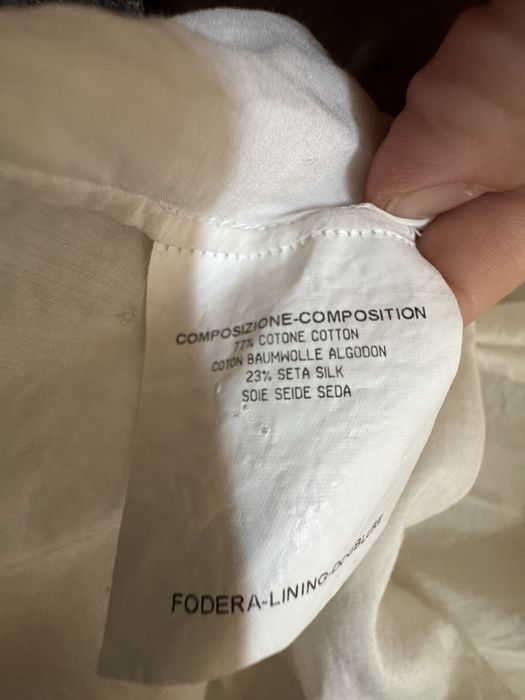 COMPOSIZIONE-COMPOSITION
77% COTONE COTTON
COTON BAUMWOLLE ALGODON
23% SETA SILK
SOIE SEIDE SEDA
FODERA-LINING-DOUBLURE